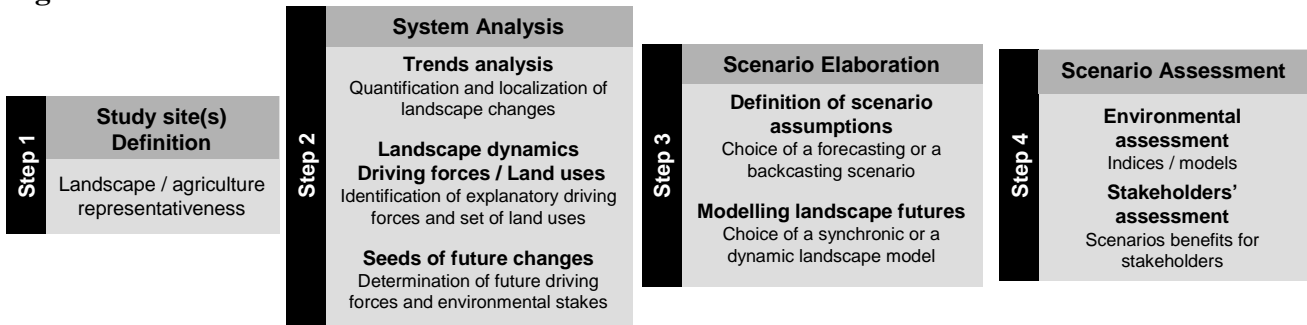 Step 1
Study site(s)
Definition
Landscape / agriculture
representativeness
Step 2
System Analysis
Trends analysis
Quantification and localization of
landscape changes
Landscape dynamics
Driving forces / Land uses
Identification of explanatory driving
forces and set of land uses
Seeds of future changes
Determination of future driving
forces and environmental stakes
Step 3
Scenario Elaboration
Definition of scenario
assumptions
Choice of a forecasting or a
backcasting scenario
Modelling landscape futures
Choice of a synchronic or a
dynamic landscape model
Step 4
Scenario Assessment
Environmental
assessment
Indices / models
Stakeholders’
assessment
Scenarios benefits for
stakeholders